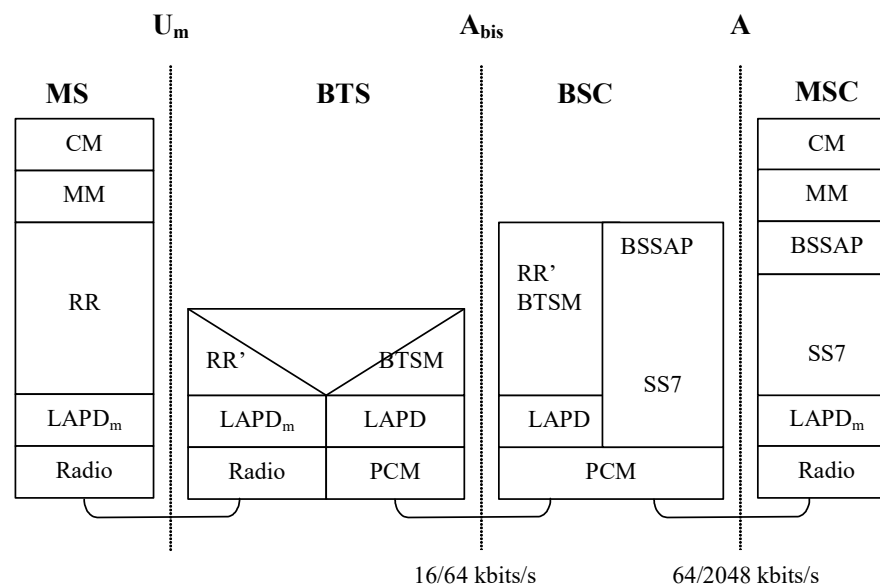 Um Abis A
MS BTS BSC MSC
CM CM
MM MM
RR RR’ BTSM BSSAP BSSAP
RR’ BTSM SS7 SS7
LAPDm LAPDm LAPD LAPD LAPDm
Radio Radio PCM PCM Radio
16/64 kbits/s 64/2048 kbits/s